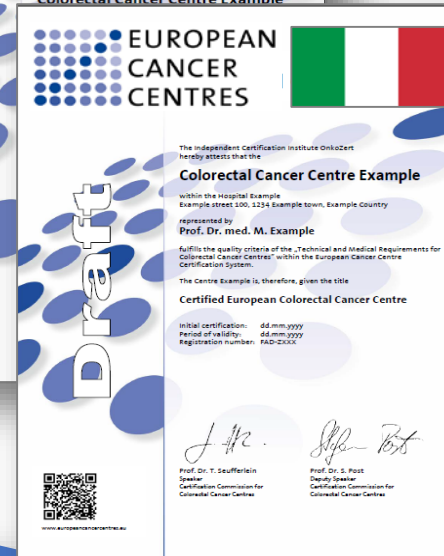 Colorectal Cancer Centre Example
EUROPEAN
CANCER
CENTRES
The Independent Certification Institute OnkoZert
hereby attests that the
Colorectal Cancer Centre Example
within the Hospital Example
Example street 100, 1234 Example town, Example Country
represented by
Prof. Dr. med. M. Example
fulfills the quality criteria of the „Technical and Medical Requirements for
Colorectal Cancer Centres" within the European Cancer Centre
Certification System.
The Centre Example is, therefore, given the title
Certified European Colorectal Cancer Centre
Initial certification: dd.mm.yyyy
Period of validity: dd.mm.yyyy
Registration number: FAD-ZXXX
Draft
Prof. Dr. T. Seufferlein
Speaker
Certification Commission for
Colorectal Cancer Centres
Prof. Dr. S. Post
Deputy Speaker
Certification Commission for
Colorectal Cancer Centres
www.europeancancercentres.eu